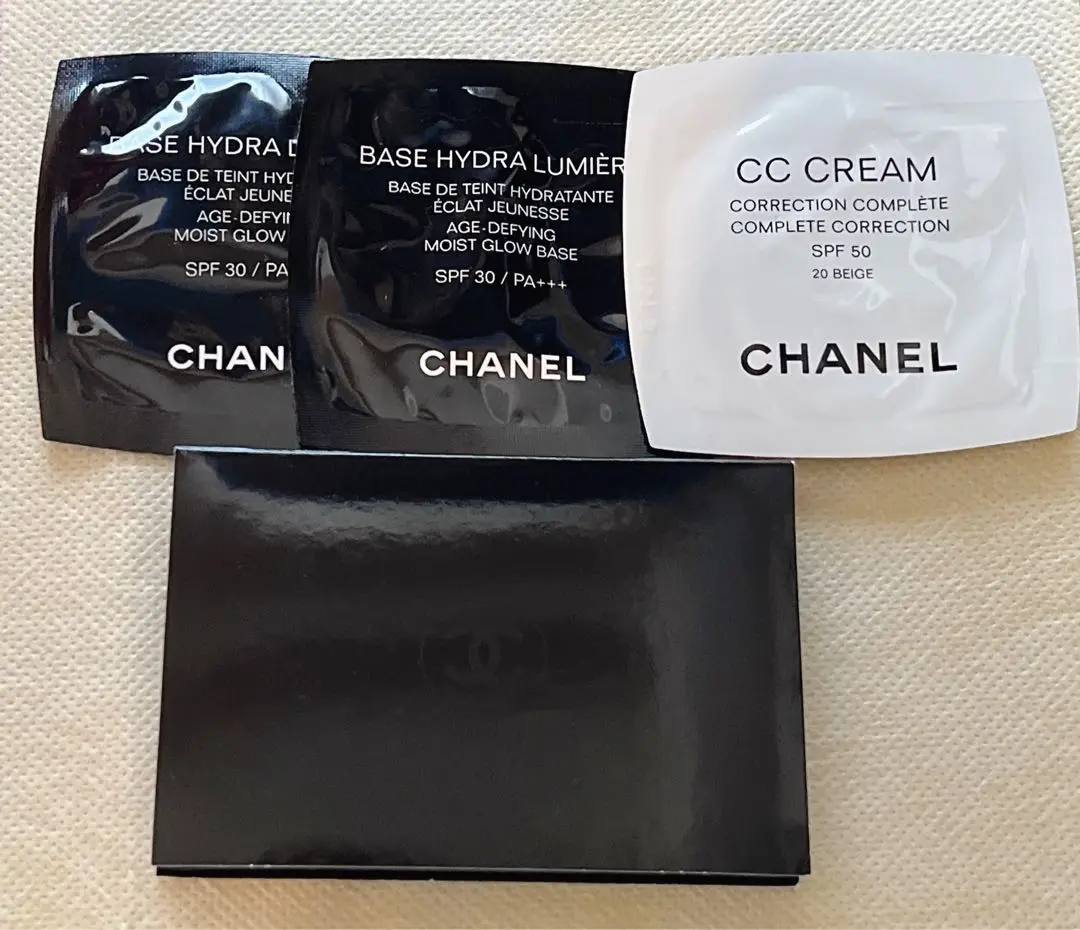 BASE HYDRA
BASE DE TEINT HYD
ÉCLAT JEUNE
AGE-DEFYI
MOIST GLOW
SPF 30 / PA
CHAN
BASE HYDRA LUMIÈR
BASE DE TEINT HYDRATANTE
ÉCLAT JEUNESSE
AGE-DEFYING
MOIST GLOW BASE
SPF 30 / PA+++
CHANEL
CC CREAM
CORRECTION COMPLÈTE
COMPLETE CORRECTION
SPF 50
20 BEIGE
CHANEL